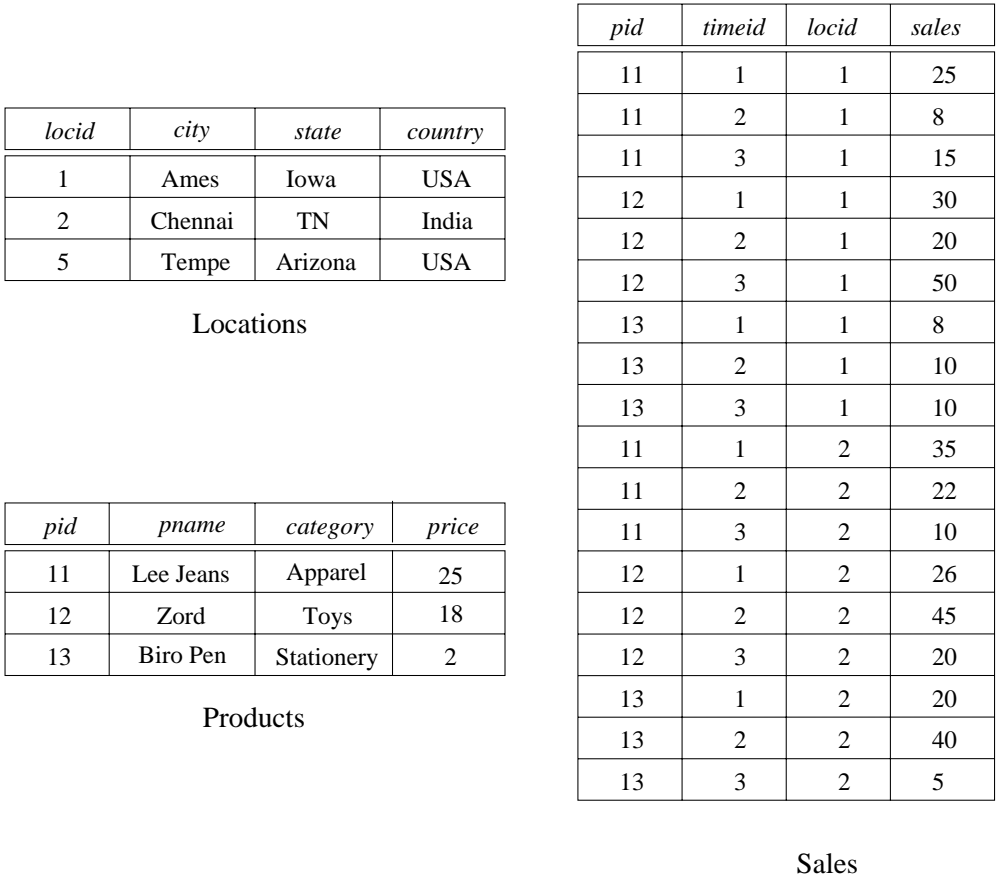 locid city state country
1 Ames Iowa USA
2 Chennai TN India
5 Tempe Arizona USA
Locations
pid pname category price
11 Lee Jeans Apparel 25
12 Zord Toys 18
13 Biro Pen Stationery 2
Products
pid timeid locid sales
11 1 1 25
11 2 1 8
11 3 1 15
12 1 1 30
12 2 1 20
12 3 1 50
13 1 1 8
13 2 1 10
13 3 1 10
11 1 2 35
11 2 2 22
11 3 2 10
12 1 2 26
12 2 2 45
12 3 2 20
13 1 2 20
13 2 2 40
13 3 2 5
Sales